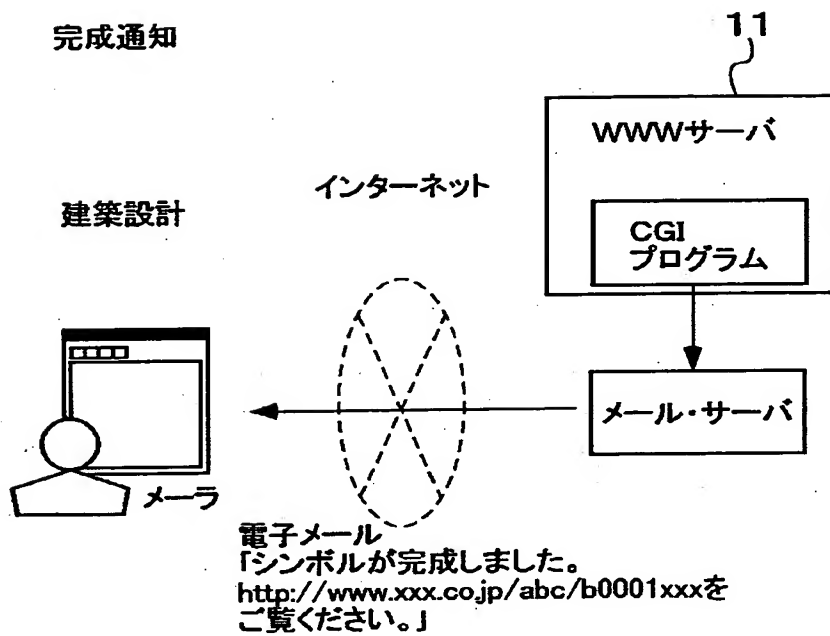 完成通知
11
WWWサーバ
インターネット
建築設計
CGI
プログラム
メール・サーバ
メーラ
電子メール
「シンボルが完成しました。
http://www.xxx.co.jp/abc/b0001xxxを
ご覧ください。」